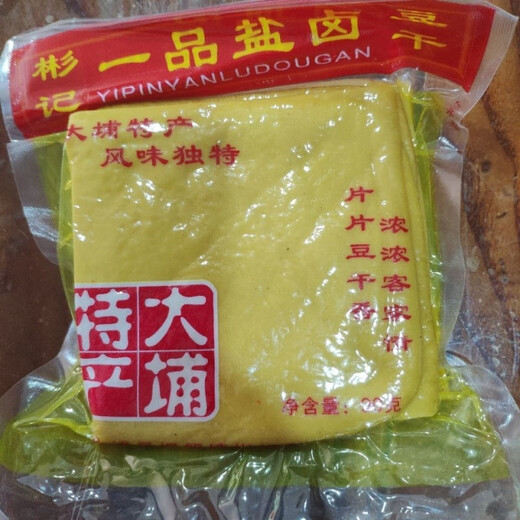 彬记
一品盐卤
豆干
YIPINYANLUDOUGAN
大埔特产
风味独特
片片豆干香
浓浓客家情
大埔
特产
净含量：
克